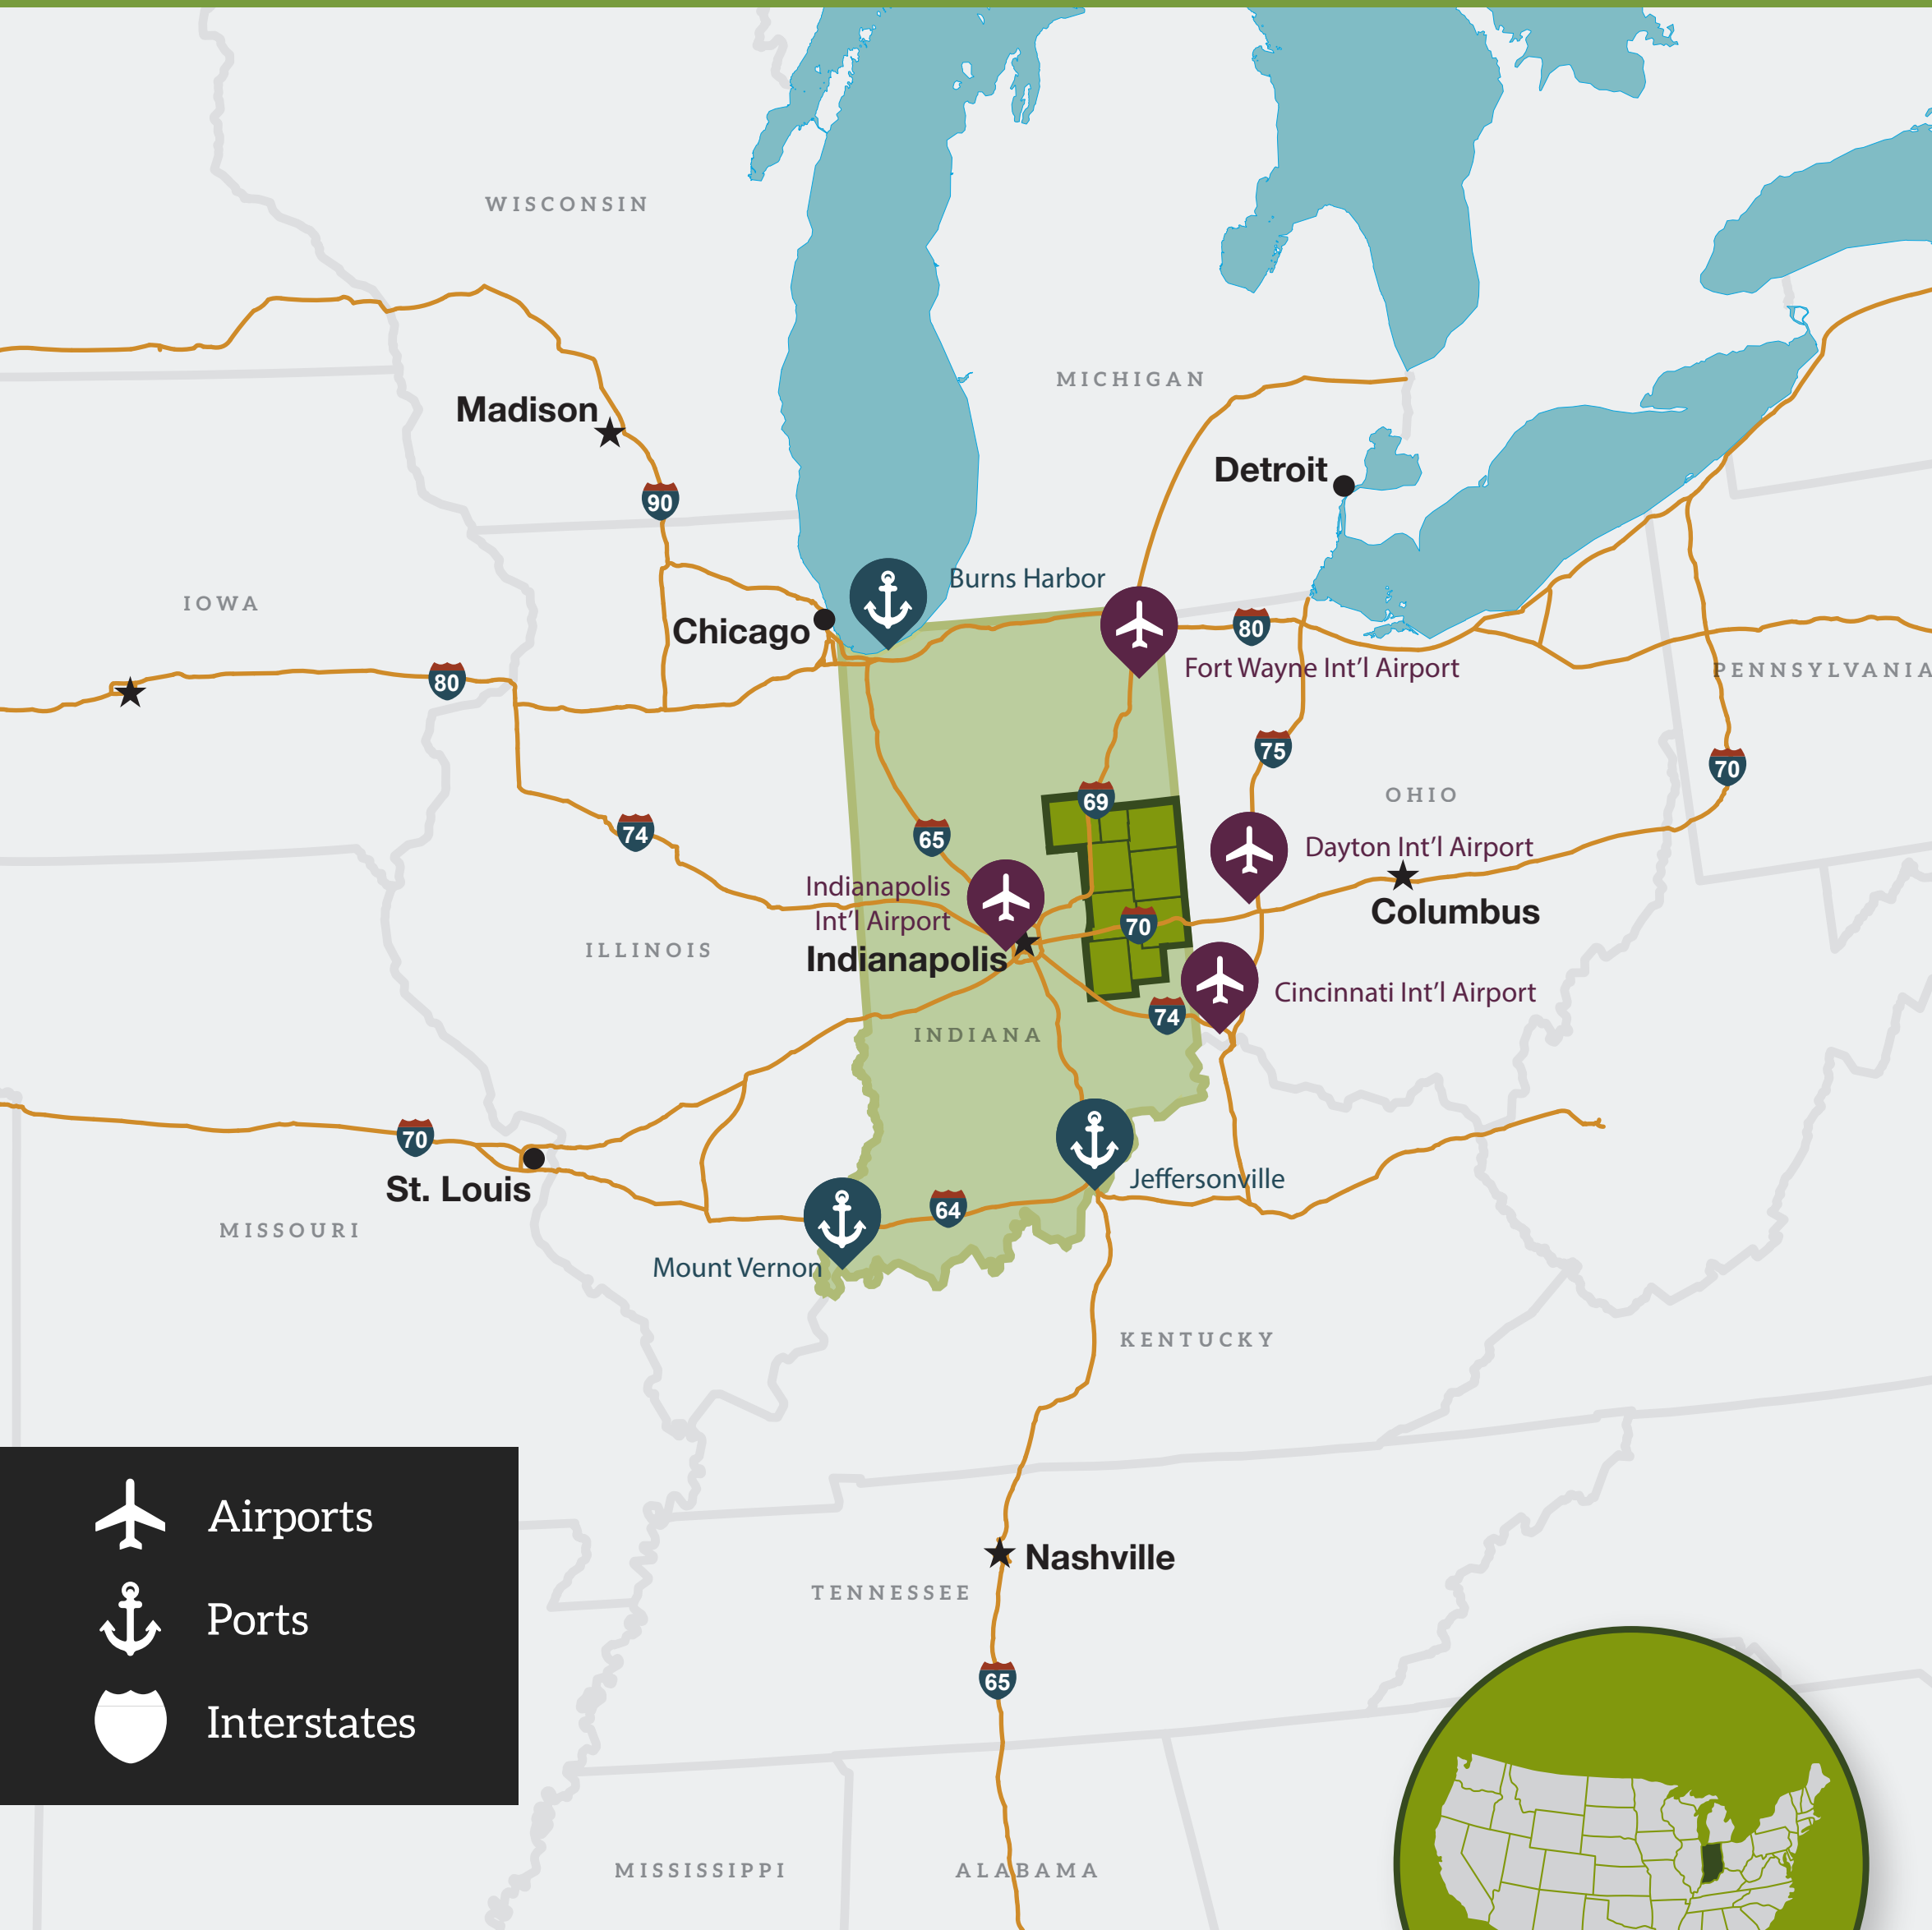 WISCONSIN
MICHIGAN
Madison
Detroit
90
Burns Harbor
IOWA
Chicago
80
80
Fort Wayne Int’l Airport
PENNSYLVANIA
75
70
69
OHIO
74
65
Dayton Int’l Airport
Indianapolis
Int’l Airport
Columbus
70
ILLINOIS
Indianapolis
Cincinnati Int’l Airport
74
INDIANA
70
St. Louis
Jeffersonville
64
MISSOURI
Mount Vernon
KENTUCKY
Airports
Nashville
TENNESSEE
Ports
65
Interstates
MISSISSIPPI
ALABAMA